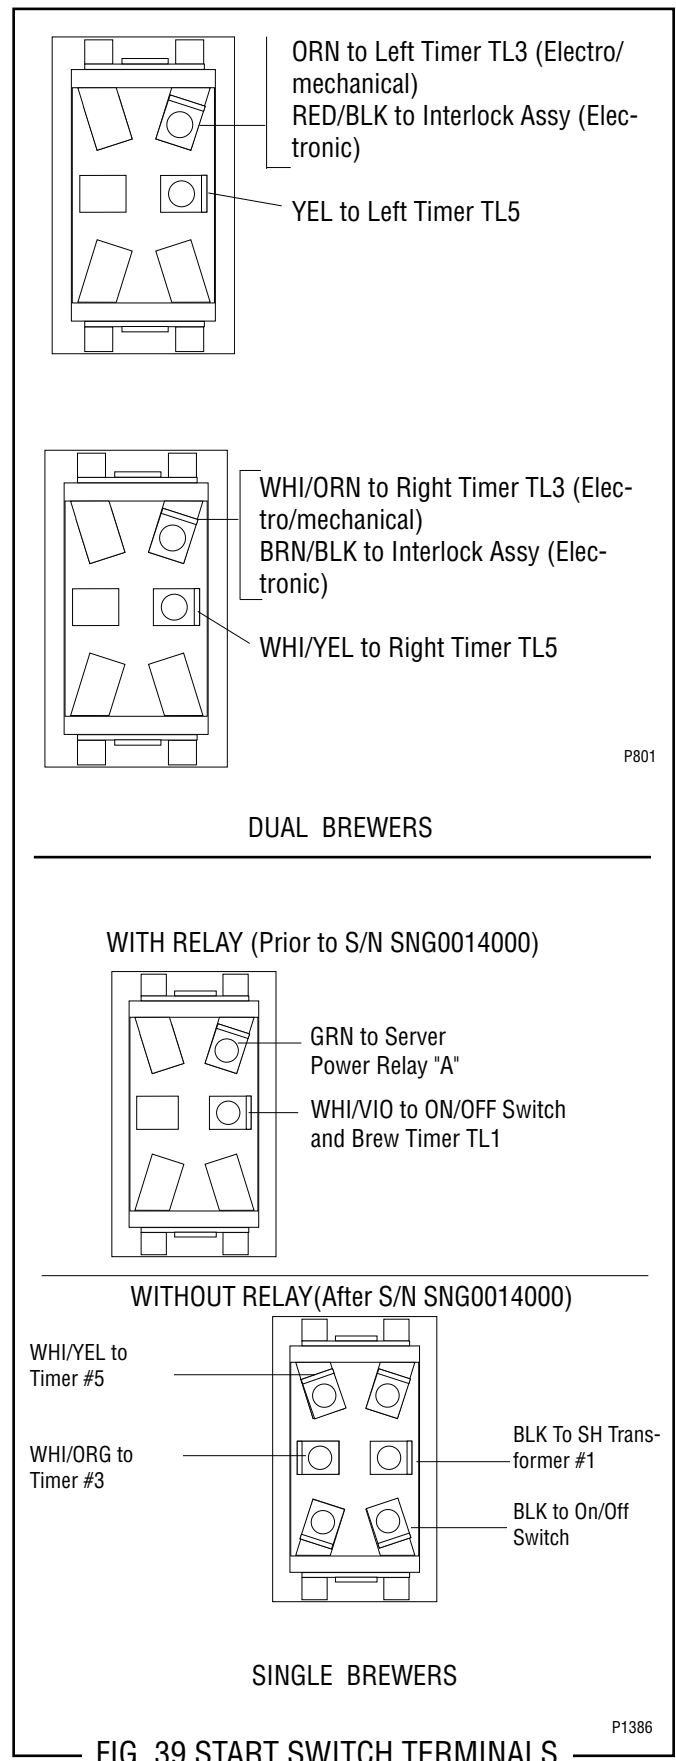 ORN to Left Timer TL3 (Electro/
mechanical)
RED/BLK to Interlock Assy (Elec-
tronic)
YEL to Left Timer TL5
WHI/ORN to Right Timer TL3 (Elec-
tro/mechanical)
BRN/BLK to Interlock Assy (Elec-
tronic)
WHI/YEL to Right Timer TL5
P801
DUAL BREWERS
WITH RELAY (Prior to S/N SNG0014000)
GRN to Server
Power Relay "A"
WHI/VIO to ON/OFF Switch
and Brew Timer TL1
WITHOUT RELAY(After S/N SNG0014000)
WHI/YEL to
Timer #5
WHI/ORG to
Timer #3
BLK To SH Trans-
former #1
BLK to On/Off
Switch
SINGLE BREWERS
P1386
FIG. 39 START SWITCH TERMINALS